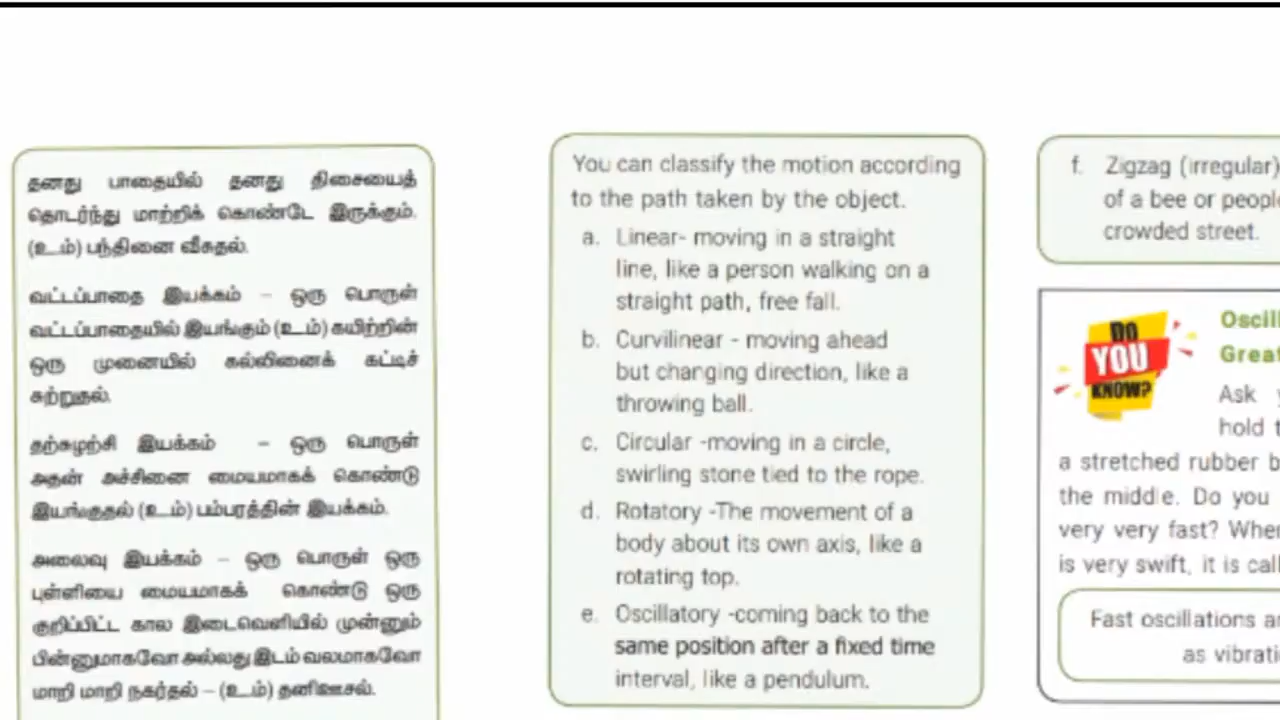 தனது பாதையில் தனது திசையைத்
தொடர்ந்து மாற்றிக் கொண்டே இருக்கும்.
(உ.ம்) பந்தினை வீசுதல்.
வட்டப்பாதை இயக்கம் – ஒரு பொருள்
வட்டப்பாதையில் இயங்கும் (உ.ம்) கயிற்றின்
ஒரு முனையில் கல்லினைக் கட்டிச்
சுற்றுதல்.
தற்சுழற்சி இயக்கம் – ஒரு பொருள்
அதன் அச்சினை மையமாகக் கொண்டு
இயங்குதல் (உ.ம்) பம்பரத்தின் இயக்கம்.
அலைவு இயக்கம் – ஒரு பொருள் ஒரு
புள்ளியை மையமாகக் கொண்டு ஒரு
குறிப்பிட்ட கால இடைவெளியில் முன்னும்
பின்னுமாகவோ அல்லது இடம் வலமாகவோ
மாறி மாறி நகர்தல் – (உ.ம்) தனிஊசல்.
You can classify the motion according
to the path taken by the object.
a. Linear- moving in a straight
line, like a person walking on a
straight path, free fall.
b. Curvilinear - moving ahead
but changing direction, like a
throwing ball.
c. Circular -moving in a circle,
swirling stone tied to the rope.
d. Rotatory -The movement of a
body about its own axis, like a
rotating top.
e. Oscillatory -coming back to the
same position after a fixed time
interval, like a pendulum.
f. Zigzag (irregular)
of a bee or people
crowded street.
DO
YOU
KNOW?
Oscill
Great
Ask y
hold t
a stretched rubber b
the middle. Do you
very very fast? When
is very swift, it is call
Fast oscillations a
as vibrati